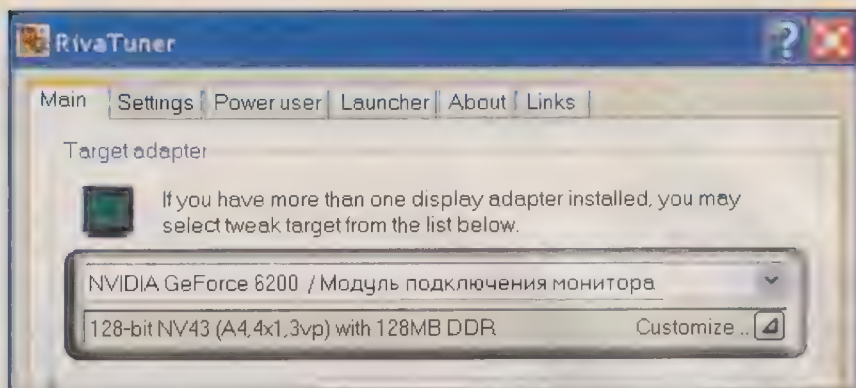 RivaTuner
Main Settings Power user Launcher About Links
Target adapter
If you have more than one display adapter installed, you may
select tweak target from the list below.
NVIDIA GeForce 6200 / Модуль подключения монитора
128-bit NV43 (A4,4x1,3vp) with 128MB DDR Customize ..